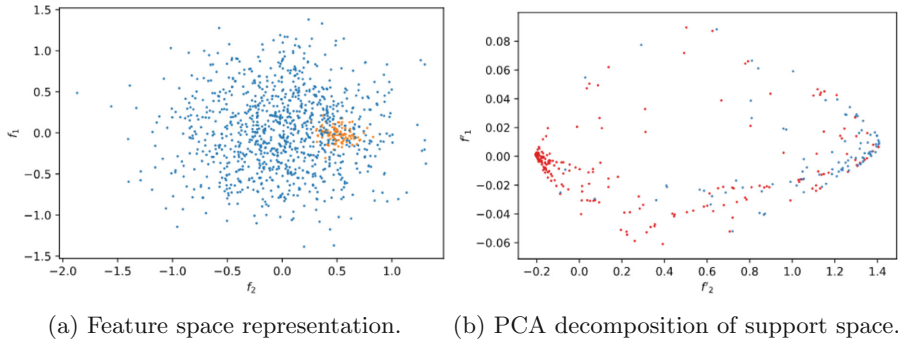 1.5
1.0
0.5
0.0
−0.5
−1.0
−1.5
f1
−2.0 −1.5 −1.0 −0.5 0.0 0.5 1.0
f2
0.08
0.06
0.04
0.02
0.00
−0.02
−0.04
−0.06
f'1
−0.2 0.0 0.2 0.4 0.6 0.8 1.0 1.2 1.4
f'2
(a) Feature space representation.
(b) PCA decomposition of support space.